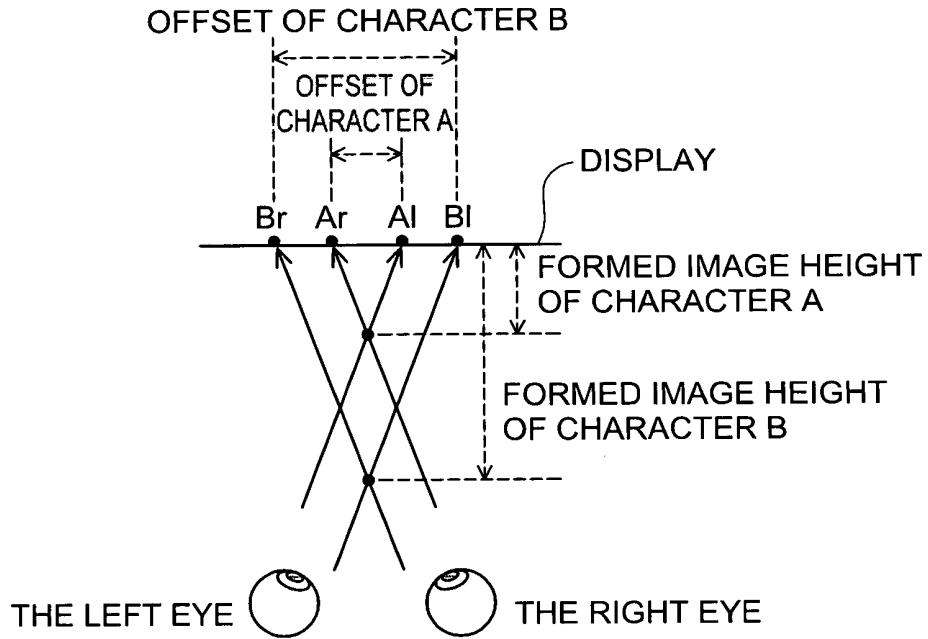 OFFSET OF CHARACTER B
OFFSET OF
CHARACTER A
DISPLAY
Br Ar Al Bl
FORMED IMAGE HEIGHT
OF CHARACTER A
FORMED IMAGE HEIGHT
OF CHARACTER B
THE LEFT EYE
THE RIGHT EYE